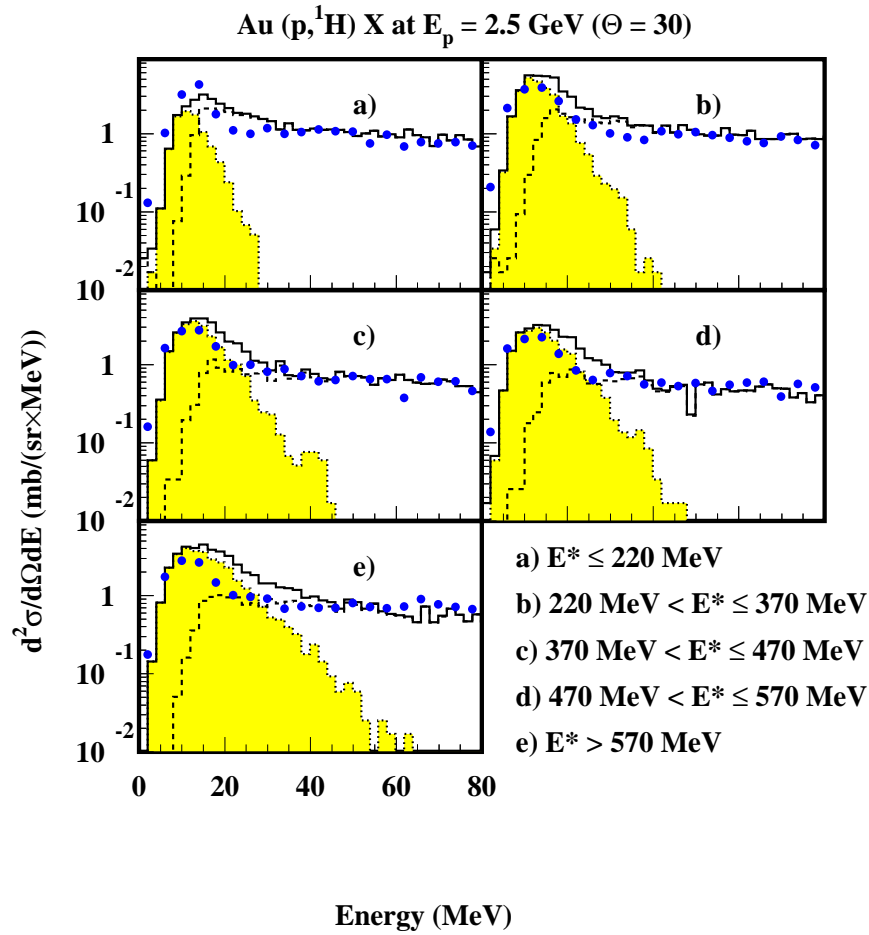 Au (p,¹H) X at Eₚ = 2.5 GeV (Θ = 30)
d²σ/dΩdE (mb/(sr×MeV))
a)
1
10⁻¹
10⁻²
b)
c)
1
10⁻¹
10⁻²
d)
e)
1
10⁻¹
10⁻²
0 20 40 60 80
a) E* ≤ 220 MeV
b) 220 MeV < E* ≤ 370 MeV
c) 370 MeV < E* ≤ 470 MeV
d) 470 MeV < E* ≤ 570 MeV
e) E* > 570 MeV
Energy (MeV)